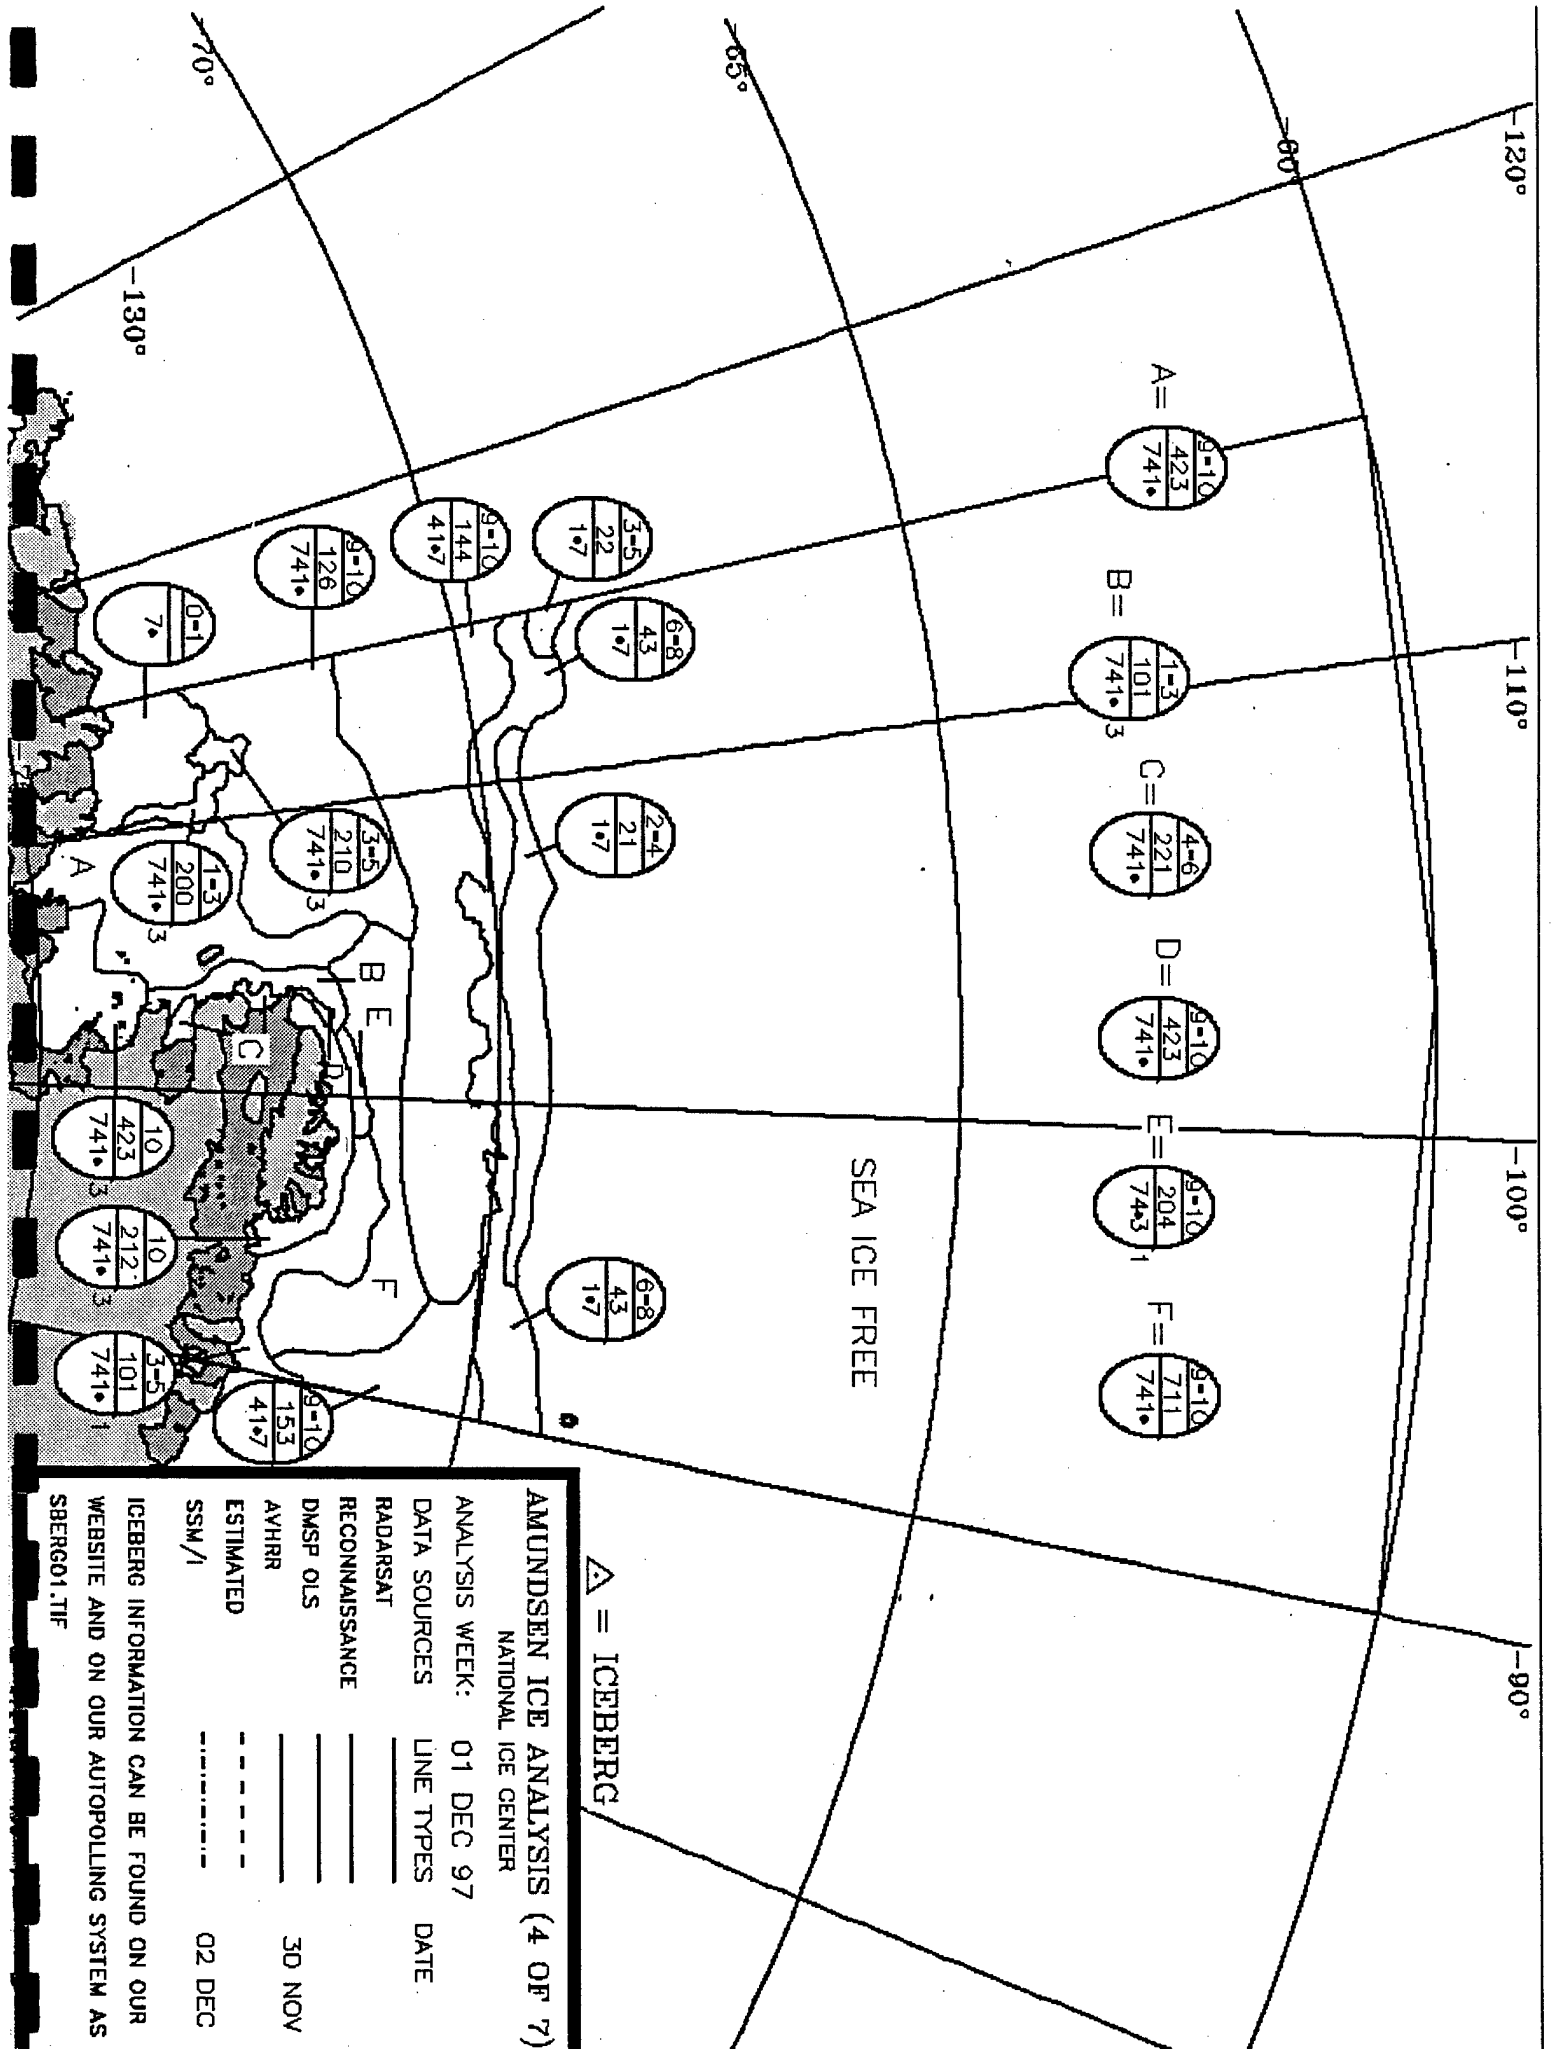 -120°
-110°
-100°
-90°
-60
-65°
-70°
-130°
A=
9-10
423
741•
B=
1-3
101
741• 3
C=
4-6
221
741•
D=
9-10
423
741•
E=
9-10
204
74•3 1
F=
9-10
711
741•
SEA ICE FREE
3-5
22
1•7
6-8
43
1•7
2-4
21
1•7
6-8
43
1•7
9-10
144
41•7
9-10
126
741•
0-1
7•
3-5
210
741• 3
1-3
200
741• 3
A
B
E
C
D
F
10
423
741• 3
10
212
741• 3
3-5
101
741• 1
9-10
153
41•7
= ICEBERG
AMUNDSEN ICE ANALYSIS (4 OF 7)
NATIONAL ICE CENTER
ANALYSIS WEEK: 01 DEC 97
DATA SOURCES LINE TYPES DATE
RADARSAT
RECONNAISSANCE
DMSP OLS
AVHRR 30 NOV
ESTIMATED
SSM/I 02 DEC
ICEBERG INFORMATION CAN BE FOUND ON OUR
WEBSITE AND ON OUR AUTOPOLLING SYSTEM AS
SBERG01.TIF